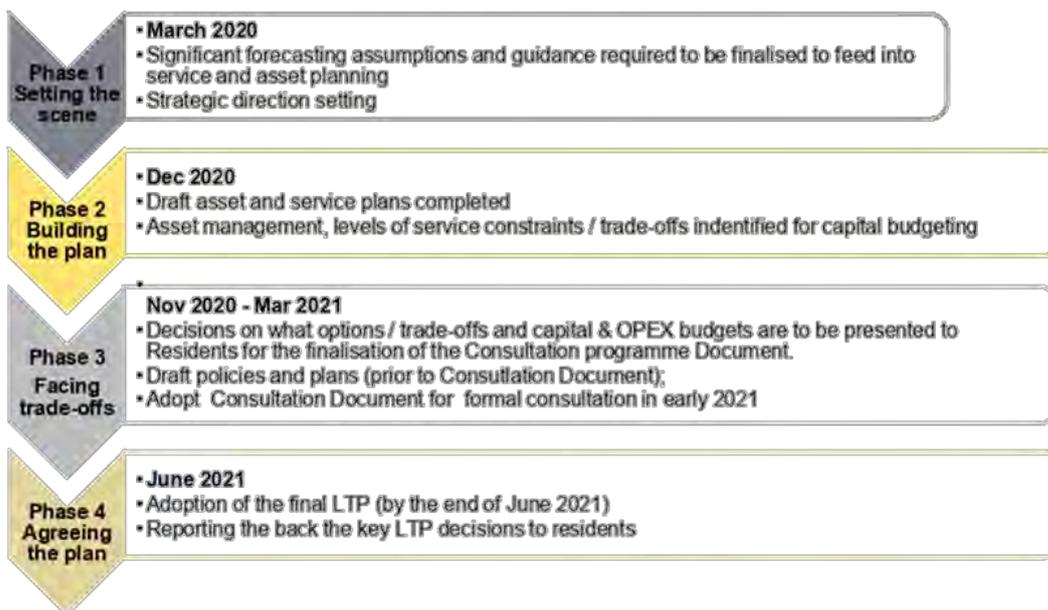 Phase 1
Setting the
scene
• March 2020
• Significant forecasting assumptions and guidance required to be finalised to feed into
service and asset planning
• Strategic direction setting
Phase 2
Building
the plan
• Dec 2020
• Draft asset and service plans completed
• Asset management, levels of service constraints / trade-offs indentified for capital budgeting
Phase 3
Facing
trade-offs
•
Nov 2020 - Mar 2021
• Decisions on what options / trade-offs and capital & OPEX budgets are to be presented to
Residents for the finalisation of the Consultation programme Document.
• Draft policies and plans (prior to Consutlation Document);
• Adopt Consultation Document for formal consultation in early 2021
Phase 4
Agreeing
the plan
• June 2021
• Adoption of the final LTP (by the end of June 2021)
• Reporting the back the key LTP decisions to residents